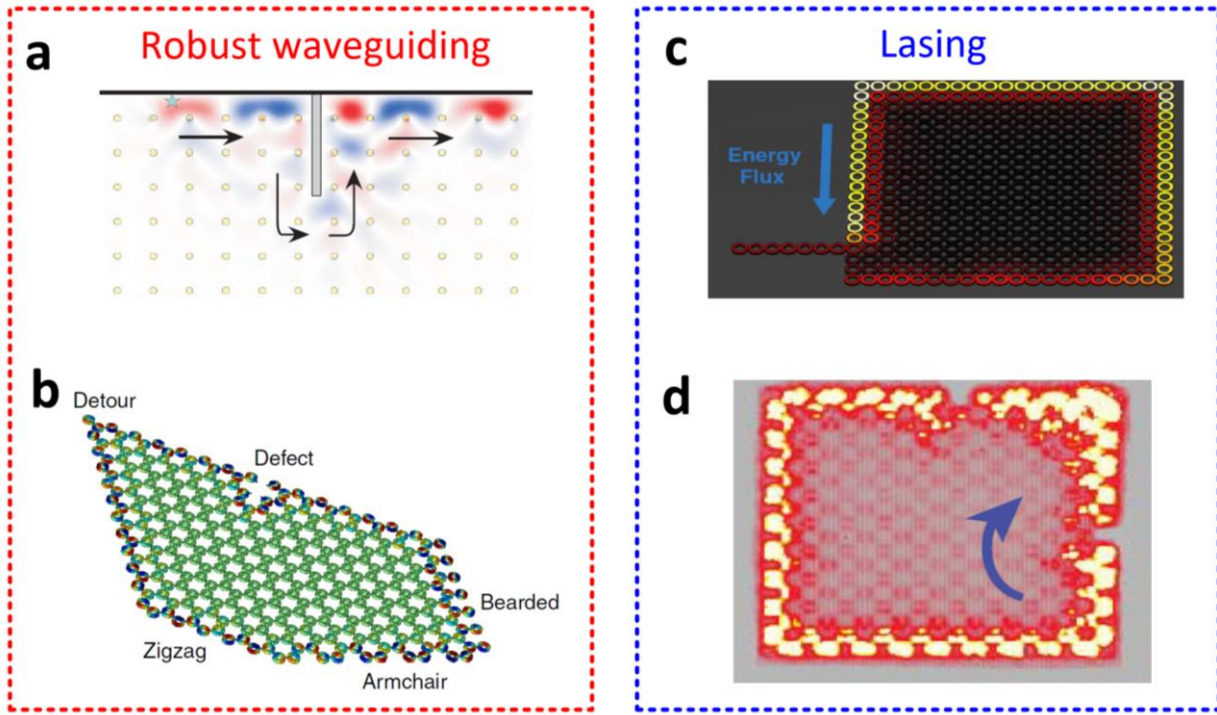 a
Robust waveguiding
b
Detour
Defect
Bearded
Zigzag
Armchair
c
Lasing
Energy
Flux
d